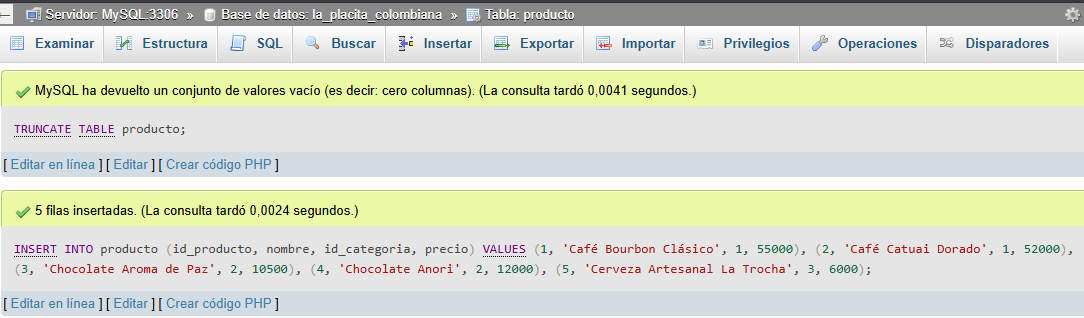 Servidor: MySQL:3306 » Base de datos: la_placita_colombiana » Tabla: producto
Examinar Estructura SQL Buscar Insertar Exportar Importar Privilegios Operaciones Disparadores
MySQL ha devuelto un conjunto de valores vacío (es decir: cero columnas). (La consulta tardó 0,0041 segundos.)
TRUNCATE TABLE producto;
[ Editar en línea ] [ Editar ] [ Crear código PHP ]
5 filas insertadas. (La consulta tardó 0,0024 segundos.)
INSERT INTO producto (id_producto, nombre, id_categoria, precio) VALUES (1, 'Café Bourbon Clásico', 1, 55000), (2, 'Café Catuai Dorado', 1, 52000),
(3, 'Chocolate Aroma de Paz', 2, 10500), (4, 'Chocolate Anori', 2, 12000), (5, 'Cerveza Artesanal La Trocha', 3, 6000);
[ Editar en línea ] [ Editar ] [ Crear código PHP ]